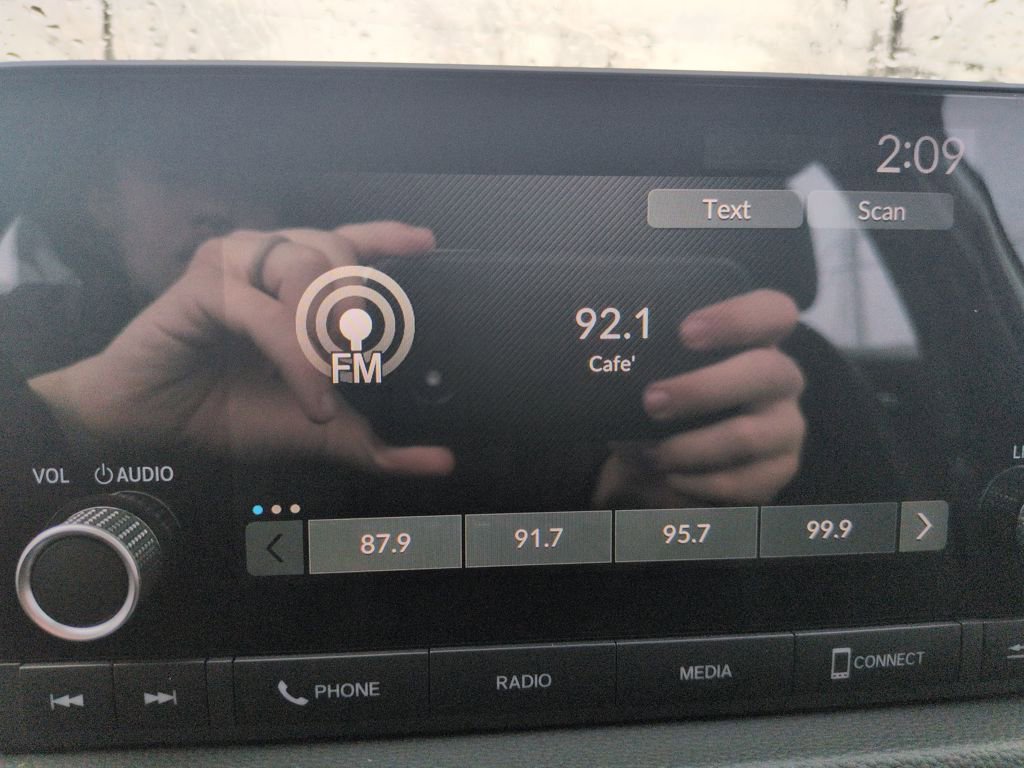 2:09
Text Scan
FM
92.1
Cafe'
VOL AUDIO
87.9 91.7 95.7 99.9
PHONE RADIO MEDIA CONNECT